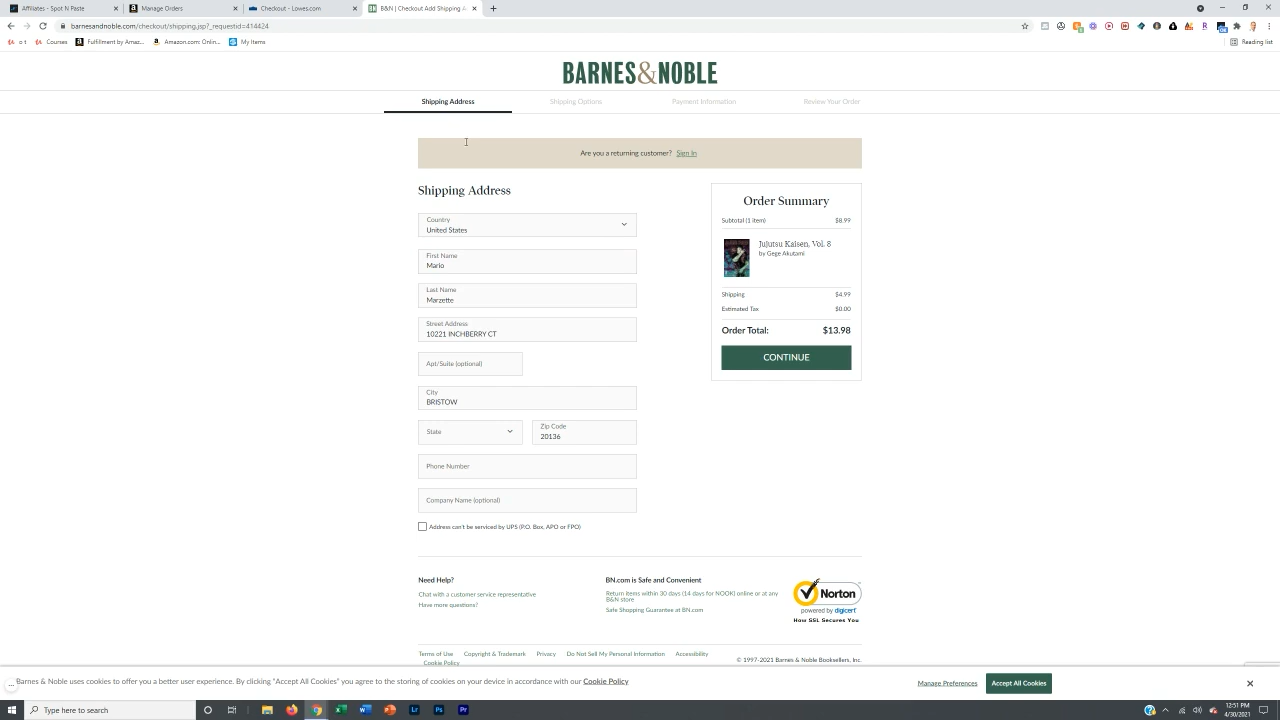 Affiliates - Spot N Paste
Manage Orders
Checkout - Lowes.com
B&N | Checkout Add Shipping A
barnesandnoble.com/checkout/shipping.jsp?_requestid=414424
o t
Courses
Fulfillment by Amaz...
Amazon.com: Onlin...
My Items
Reading list
BARNES&NOBLE
Shipping Address
Shipping Options
Payment Information
Review Your Order
Are you a returning customer? Sign In
Shipping Address
Country
United States
First Name
Mario
Last Name
Marzette
Street Address
10221 INCHBERRY CT
Apt/Suite (optional)
City
BRISTOW
State
Zip Code
20136
Phone Number
Company Name (optional)
Address can't be serviced by UPS (P.O. Box, APO or FPO)
Order Summary
Subtotal (1 item) $8.99
Jujutsu Kaisen, Vol. 8
by Gege Akutami
Shipping $4.99
Estimated Tax $0.00
Order Total: $13.98
CONTINUE
Need Help?
Chat with a customer service representative
Have more questions?
BN.com is Safe and Convenient
Return items within 30 days (14 days for NOOK) online or at any
B&N store
Safe Shopping Guarantee at BN.com
Norton
powered by digicert
How SSL Secures You
Terms of Use Copyright & Trademark Privacy Do Not Sell My Personal Information Accessibility
Cookie Policy
© 1997-2021 Barnes & Noble Booksellers, Inc.
Barnes & Noble uses cookies to offer you a better user experience. By clicking "Accept All Cookies" you agree to the storing of cookies on your device in accordance with our Cookie Policy
Manage Preferences
Accept All Cookies
Type here to search
12:51 PM
4/30/2021